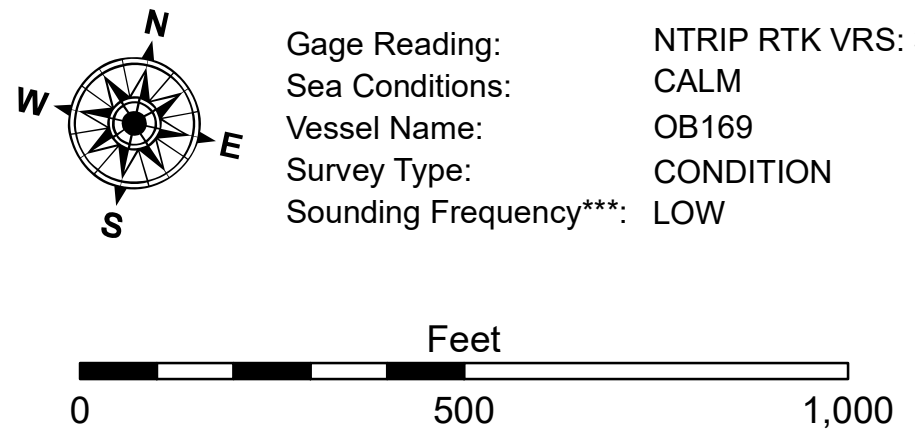 N
W
E
S
Gage Reading: NTRIP RTK VRS:
Sea Conditions: CALM
Vessel Name: OB169
Survey Type: CONDITION
Sounding Frequency***: LOW
Feet
0 500 1,000